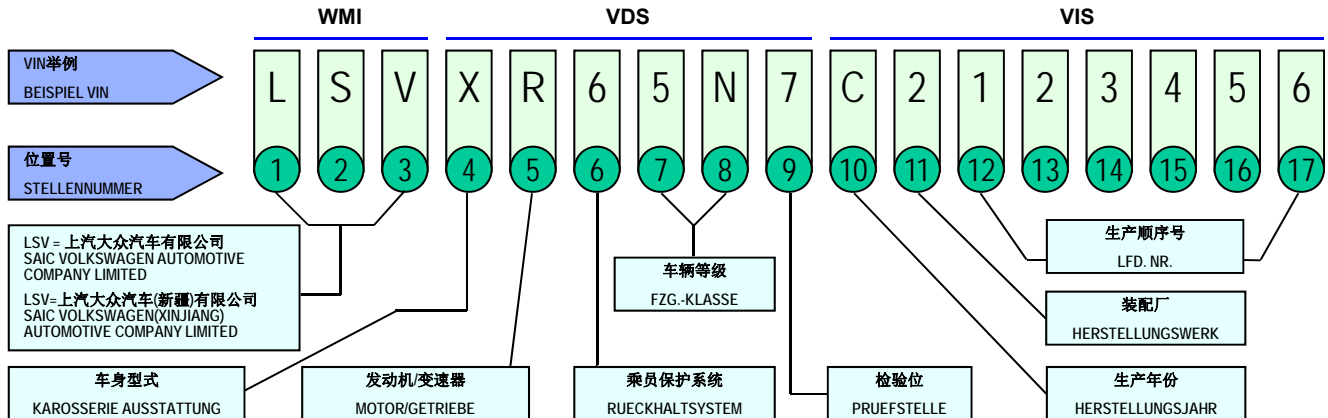 WMI VDS VIS
VIN举例
BEISPIEL VIN
L S V X R 6 5 N 7 C 2 1 2 3 4 5 6
位置号
STELLENNUMMER
1 2 3 4 5 6 7 8 9 10 11 12 13 14 15 16 17
LSV = 上汽大众汽车有限公司
SAIC VOLKSWAGEN AUTOMOTIVE
COMPANY LIMITED
LSV=上汽大众汽车(新疆)有限公司
SAIC VOLKSWAGEN(XINJIANG)
AUTOMOTIVE COMPANY LIMITED
车辆等级
FZG.-KLASSE
生产顺序号
LFD. NR.
装配厂
HERSTELLUNGSWERK
车身型式
KAROSSERIE AUSSTATTUNG
发动机/变速器
MOTOR/GETRIEBE
乘员保护系统
RUECKHALTSYSTEM
检验位
PRUEFSTELLE
生产年份
HERSTELLUNGSJAHR